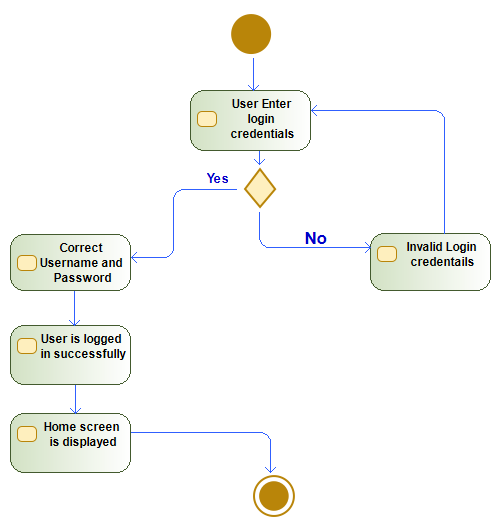 User Enter
login
credentials
Yes
No
Correct
Username and
Password
Invalid Login
credentails
User is logged
in successfully
Home screen
is displayed